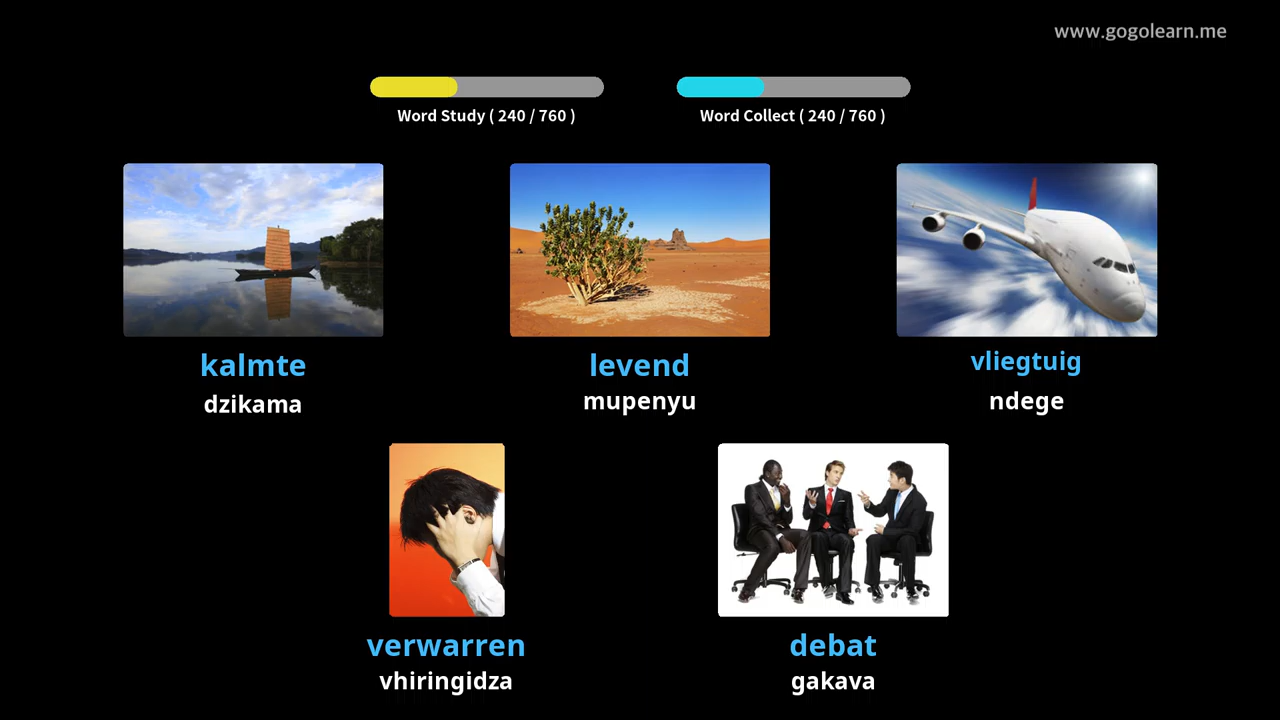 www.gogolearn.me
Word Study ( 240 / 760 )
Word Collect ( 240 / 760 )
kalmte
dzikama
levend
mupenyu
vliegtuig
ndege
verwarren
vhiringidza
debat
gakava